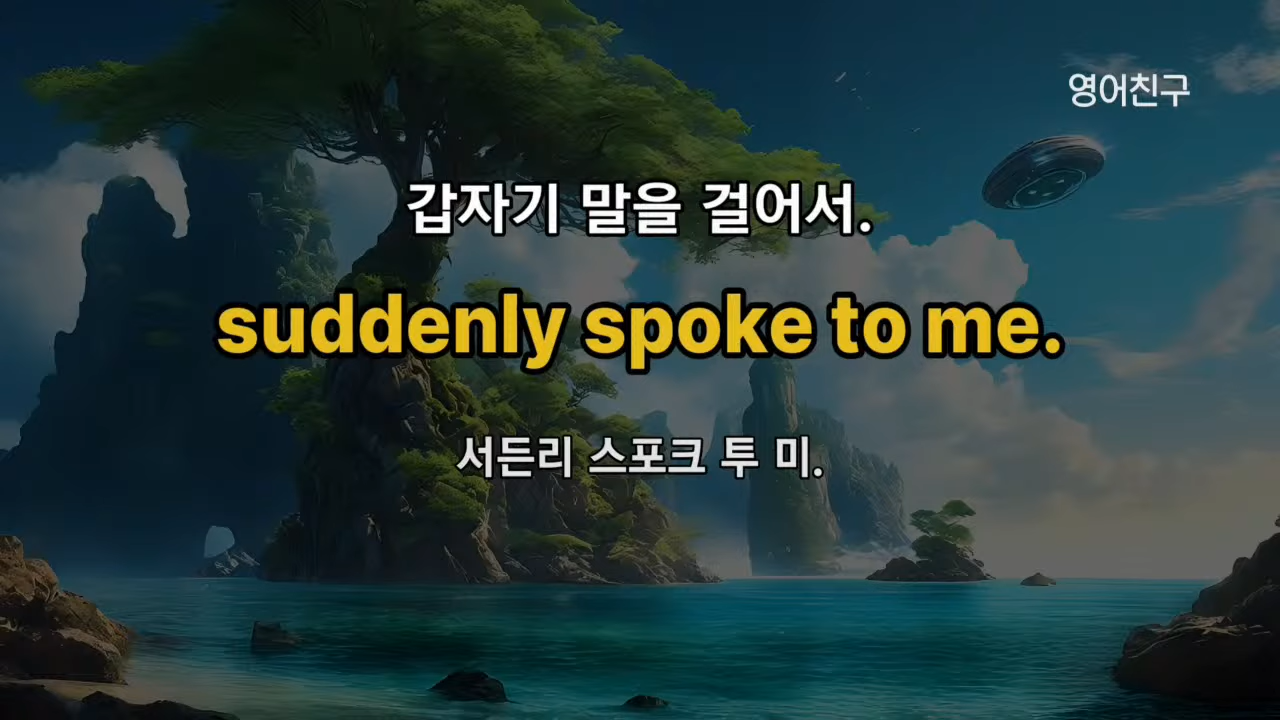 영어친구
갑자기 말을 걸어서.
suddenly spoke to me.
서든리 스포크 투 미.